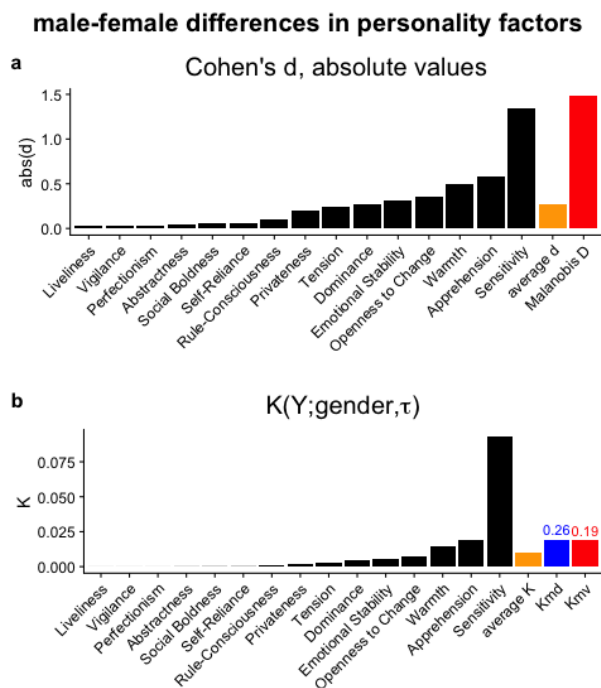 male-female differences in personality factors
a
Cohen's d, absolute values
abs(d)
1.5
1.0
0.5
0.0
Liveliness
Vigilance
Perfectionism
Abstractness
Social Boldness
Self-Reliance
Rule-Consciousness
Privateness
Tension
Dominance
Emotional Stability
Openness to Change
Warmth
Apprehension
Sensitivity
average d
Malanobis D
b
K(Y;gender,τ)
K
0.075
0.050
0.025
0.000
0.26
0.19
Liveliness
Vigilance
Perfectionism
Abstractness
Social Boldness
Self-Reliance
Rule-Consciousness
Privateness
Tension
Dominance
Emotional Stability
Openness to Change
Warmth
Apprehension
Sensitivity
average K
Kmd
Kmv